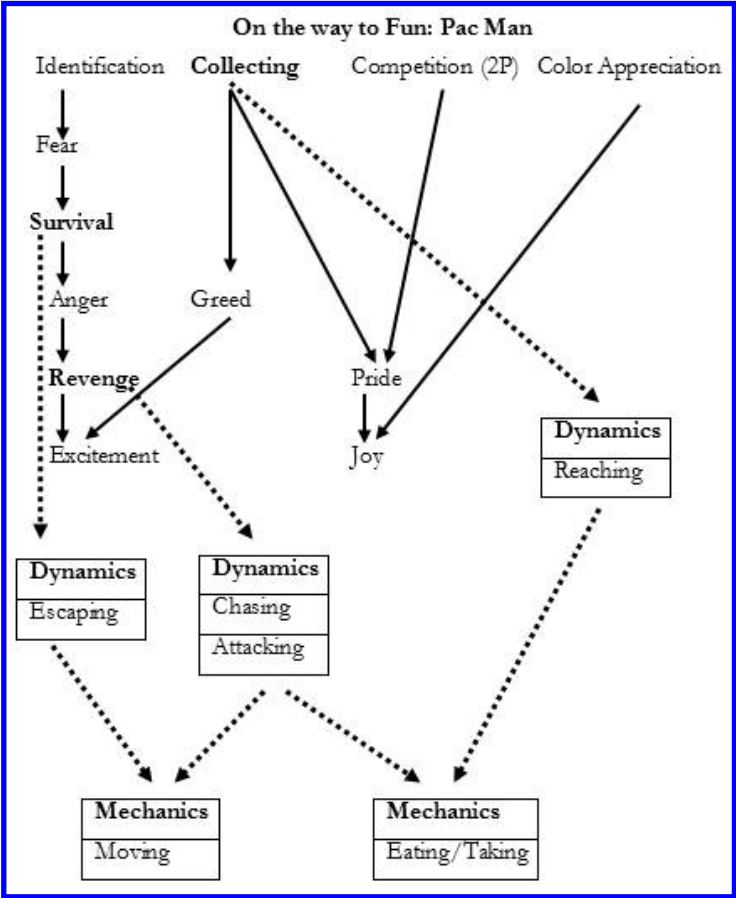 On the way to Fun: Pac Man
Identification Collecting Competition (2P) Color Appreciation
Fear
Survival
Anger Greed
Revenge Pride
Excitement Joy
Dynamics
Reaching
Dynamics
Escaping
Dynamics
Chasing
Attacking
Mechanics
Moving
Mechanics
Eating/Taking